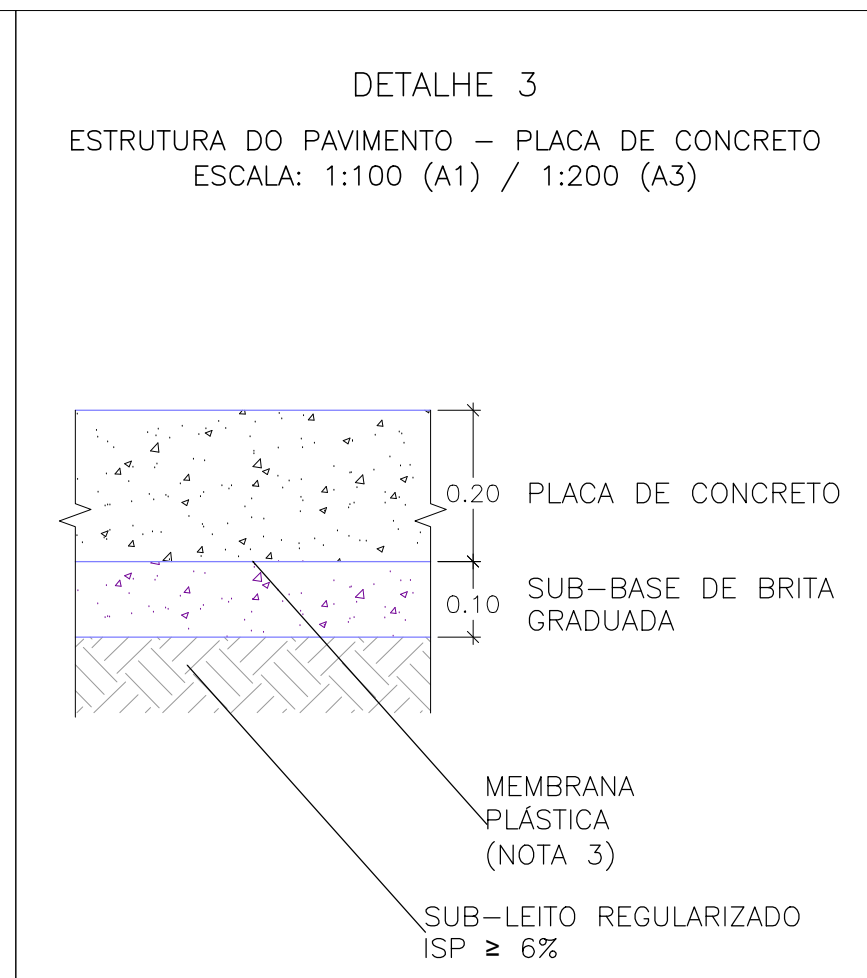 DETALHE 3
ESTRUTURA DO PAVIMENTO – PLACA DE CONCRETO
ESCALA: 1:100 (A1) / 1:200 (A3)
0.20 PLACA DE CONCRETO
0.10 SUB–BASE DE BRITA
GRADUADA
MEMBRANA
PLÁSTICA
(NOTA 3)
SUB–LEITO REGULARIZADO
ISP ≥ 6%